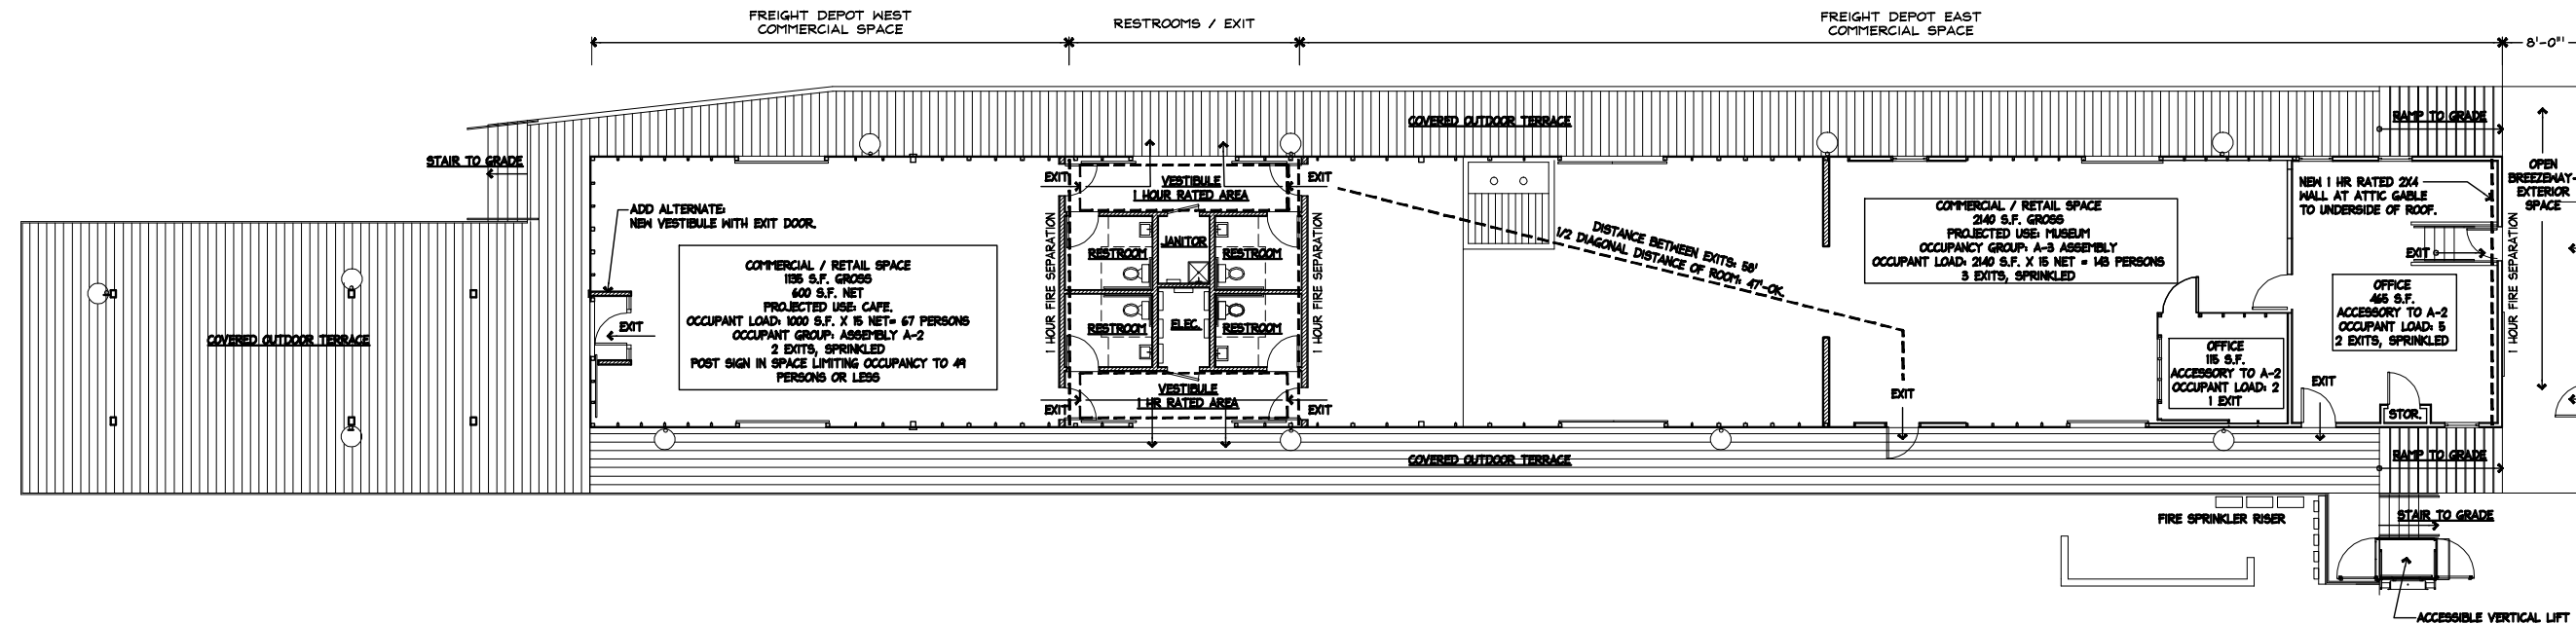 FREIGHT DEPOT WEST
COMMERCIAL SPACE
RESTROOMS / EXIT
FREIGHT DEPOT EAST
COMMERCIAL SPACE
8'-0"
STAIR TO GRADE
COVERED OUTDOOR TERRACE
RAMP TO GRADE
ADD ALTERNATE:
NEW VESTIBULE WITH EXIT DOOR.
EXIT
COMMERCIAL / RETAIL SPACE
1135 S.F. GROSS
600 S.F. NET
PROJECTED USE: CAFE.
OCCUPANT LOAD: 1000 S.F. X 15 NET= 67 PERSONS
OCCUPANT GROUP: ASSEMBLY A-2
2 EXITS, SPRINKLED
POST SIGN IN SPACE LIMITING OCCUPANCY TO 49
PERSONS OR LESS
COVERED OUTDOOR TERRACE
EXIT
VESTIBULE
1 HOUR RATED AREA
EXIT
1 HOUR FIRE SEPARATION
RESTROOM
JANITOR
RESTROOM
RESTROOM
ELEC.
RESTROOM
1 HOUR FIRE SEPARATION
EXIT
VESTIBULE
1 HR RATED AREA
EXIT
DISTANCE BETWEEN EXITS: 58'
1/2 DIAGONAL DISTANCE OF ROOM: 47'-OK.
EXIT
COMMERCIAL / RETAIL SPACE
2140 S.F. GROSS
PROJECTED USE: MUSEUM
OCCUPANCY GROUP: A-3 ASSEMBLY
OCCUPANT LOAD: 2140 S.F. X 15 NET = 143 PERSONS
3 EXITS, SPRINKLED
OFFICE
115 S.F.
ACCESSORY TO A-2
OCCUPANT LOAD: 2
1 EXIT
NEW 1 HR RATED 2X4
WALL AT ATTIC GABLE
TO UNDERSIDE OF ROOF.
EXIT
OFFICE
465 S.F.
ACCESSORY TO A-2
OCCUPANT LOAD: 5
2 EXITS, SPRINKLED
EXIT
STOR.
1 HOUR FIRE SEPARATION
OPEN
BREEZEWAY-
EXTERIOR
SPACE
COVERED OUTDOOR TERRACE
RAMP TO GRADE
FIRE SPRINKLER RISER
STAIR TO GRADE
ACCESSIBLE VERTICAL LIFT